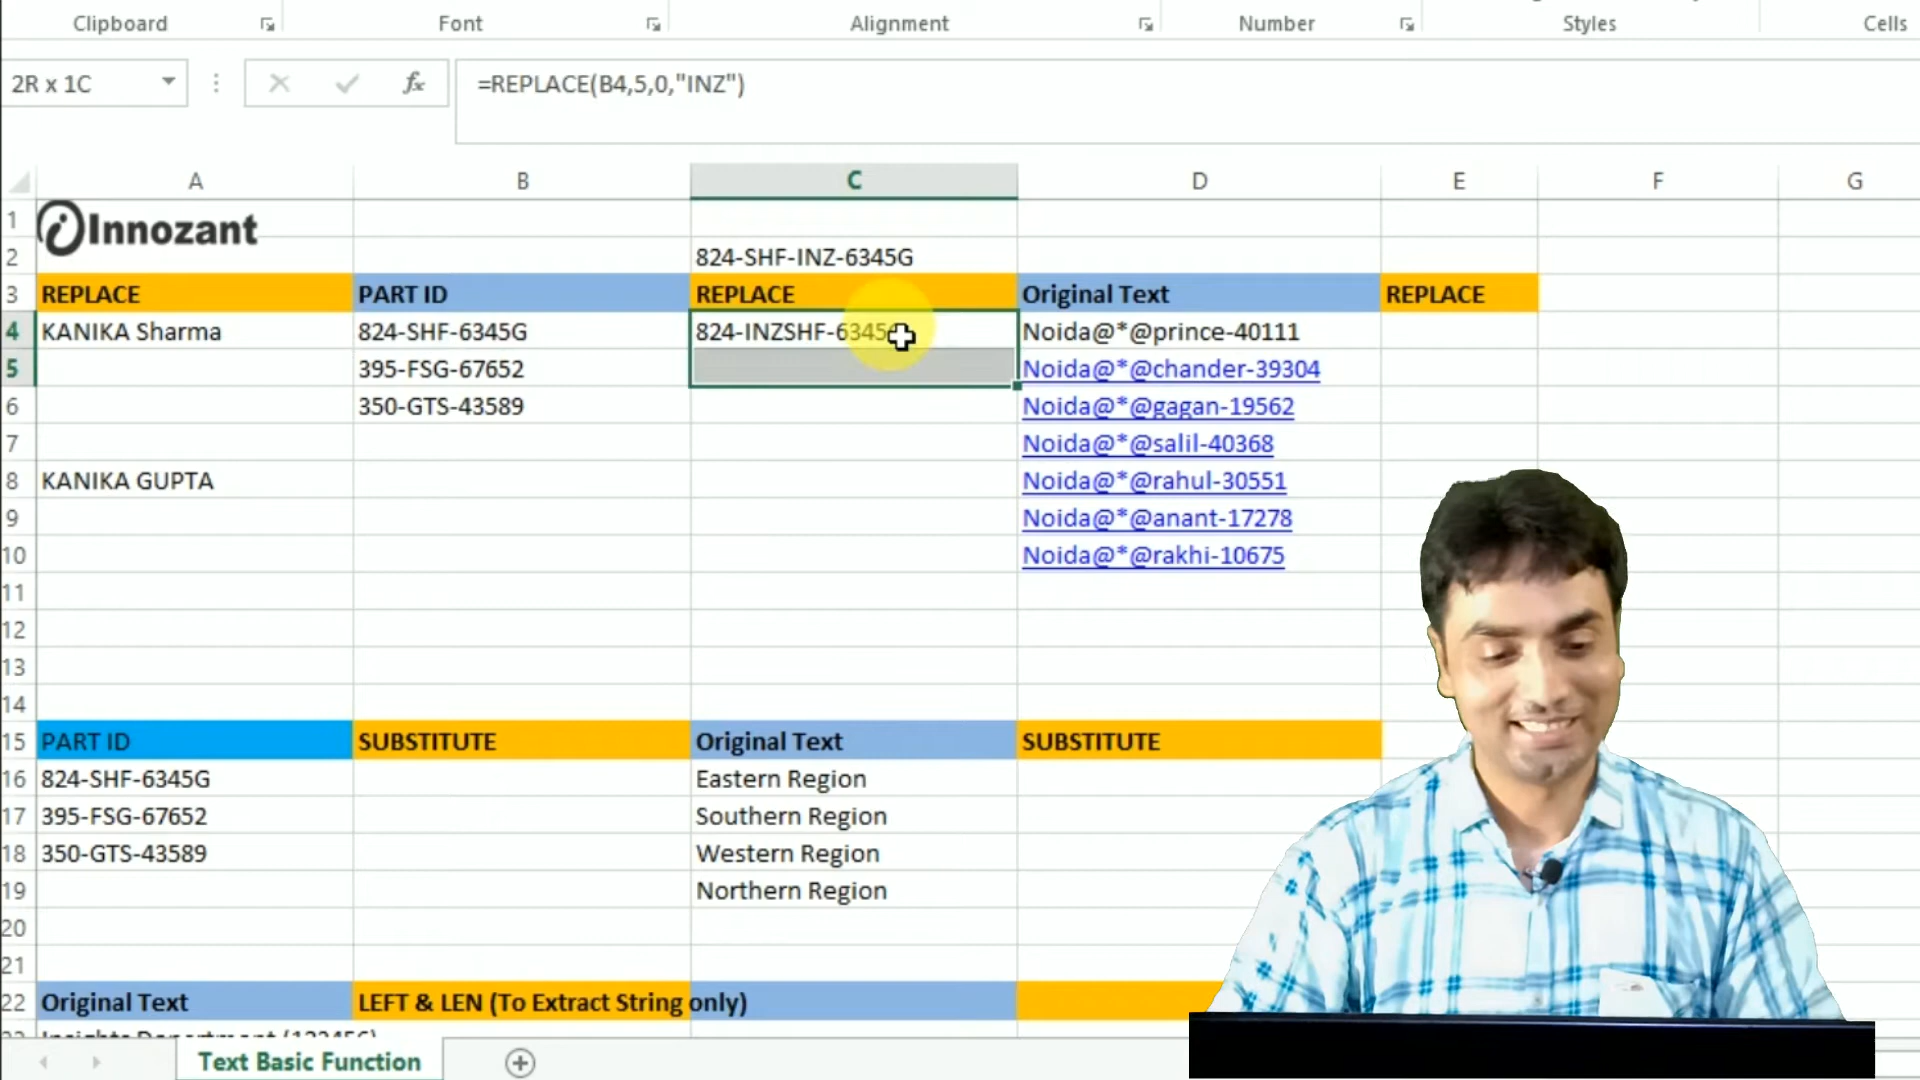 Clipboard Font Alignment Number Styles Cells
2R x 1C fx =REPLACE(B4,5,0,"INZ")
A B C D E F G
1 Innozant
2 824-SHF-INZ-6345G
3 REPLACE PART ID REPLACE Original Text REPLACE
4 KANIKA Sharma 824-SHF-6345G 824-INZSHF-6345 Noida@*@prince-40111
5 395-FSG-67652 Noida@*@chander-39304
6 350-GTS-43589 Noida@*@gagan-19562
7 Noida@*@salil-40368
8 KANIKA GUPTA Noida@*@rahul-30551
9 Noida@*@anant-17278
10 Noida@*@rakhi-10675
11
12
13
14
15 PART ID SUBSTITUTE Original Text SUBSTITUTE
16 824-SHF-6345G Eastern Region
17 395-FSG-67652 Southern Region
18 350-GTS-43589 Western Region
19 Northern Region
20
21
22 Original Text LEFT & LEN (To Extract String only)
Text Basic Function